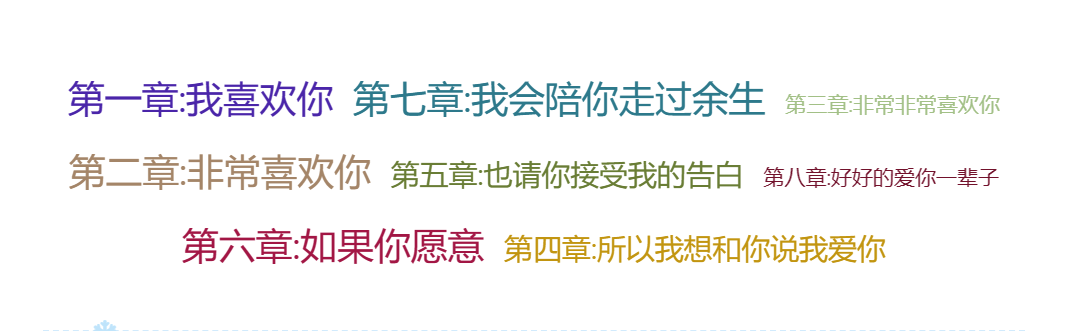 第一章:我喜欢你 第七章:我会陪你走过余生 第三章:非常非常喜欢你
第二章:非常喜欢你 第五章:也请你接受我的告白 第八章:好好的爱你一辈子
第六章:如果你愿意 第四章:所以我想和你说我爱你